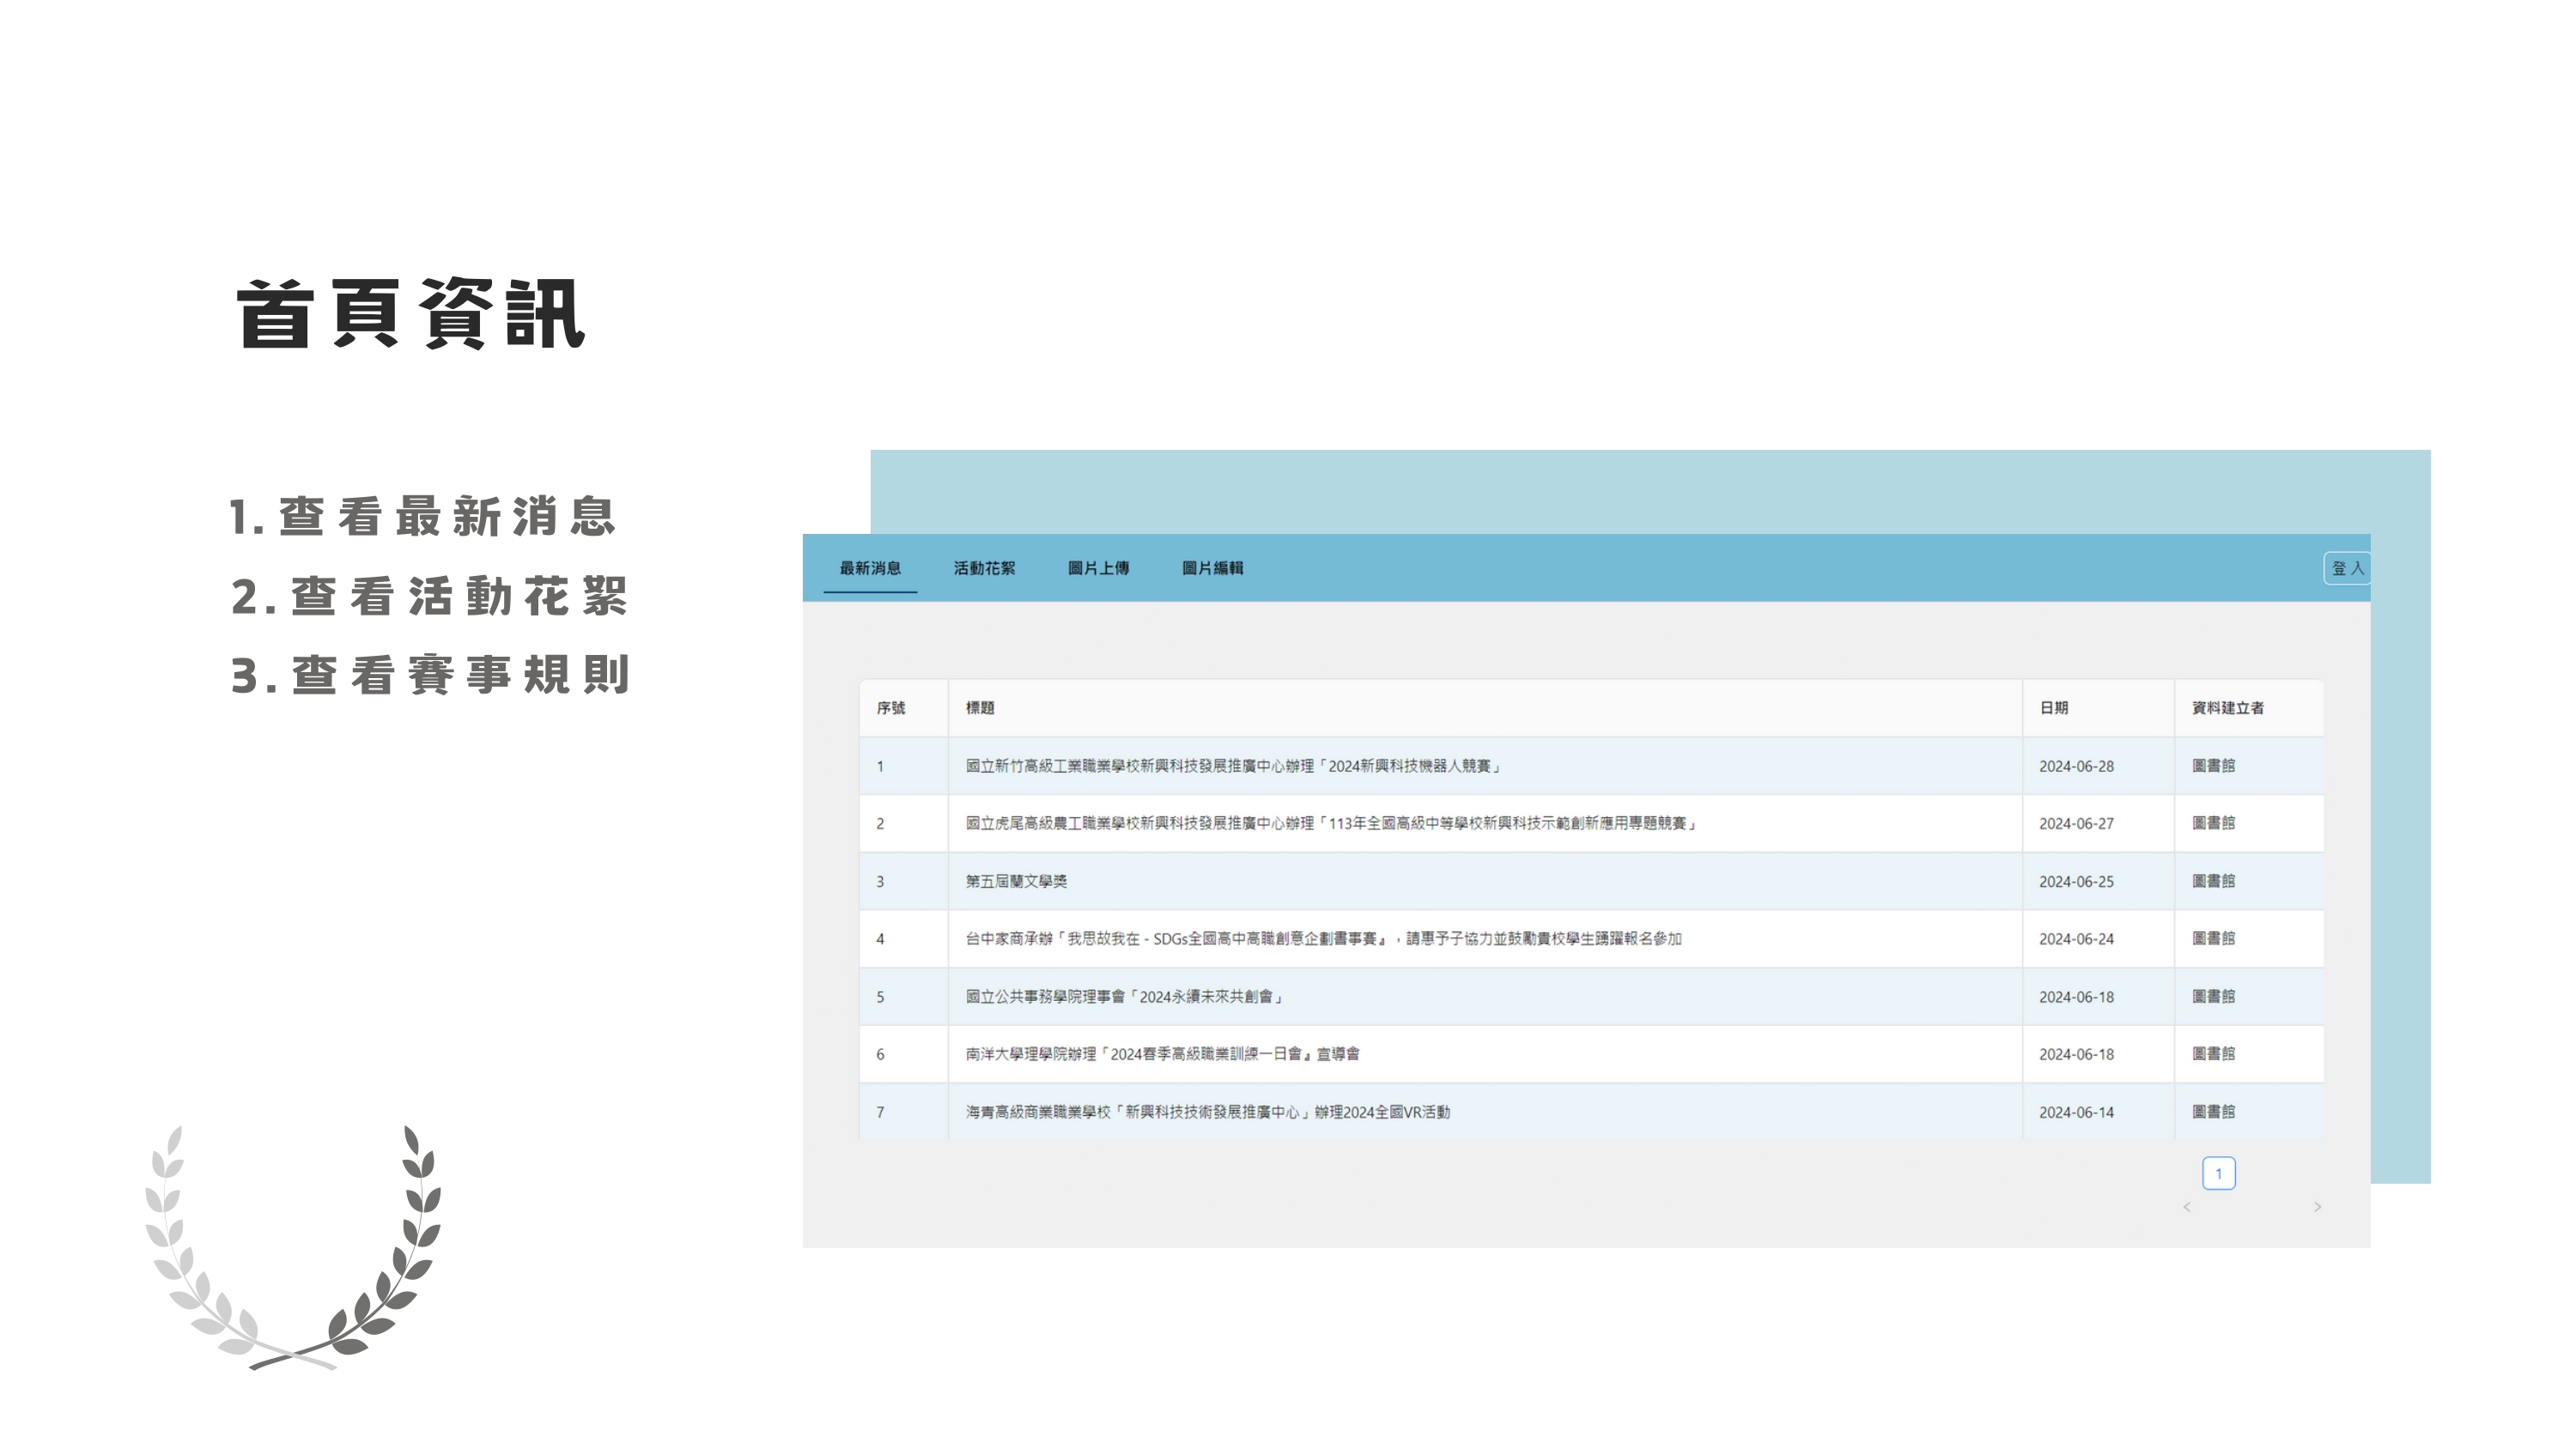 首頁資訊
1.查看最新消息
2.查看活動花絮
3.查看賽事規則
最新消息 活動花絮 圖片上傳 圖片編輯 登入
序號 標題 日期 資料建立者
1 國立新竹高級工業職業學校新興科技發展推廣中心辦理「2024新興科技機器人競賽」 2024-06-28 圖書館
2 國立虎尾高級農工職業學校新興科技發展推廣中心辦理「113年全國高級中等學校新興科技示範創新應用專題競賽」 2024-06-27 圖書館
3 第五屆蘭文學獎 2024-06-25 圖書館
4 台中家商承辦「我思故我在 - SDGs全國高中高職創意企劃書事賽』，請惠予子協力並鼓勵貴校學生踴躍報名參加 2024-06-24 圖書館
5 國立公共事務學院理事會「2024永續未來共創會」 2024-06-18 圖書館
6 南洋大學理學院辦理「2024春季高級職業訓練一日會』宣導會 2024-06-18 圖書館
7 海青高級商業職業學校「新興科技技術發展推廣中心」辦理2024全國VR活動 2024-06-14 圖書館
1
< >